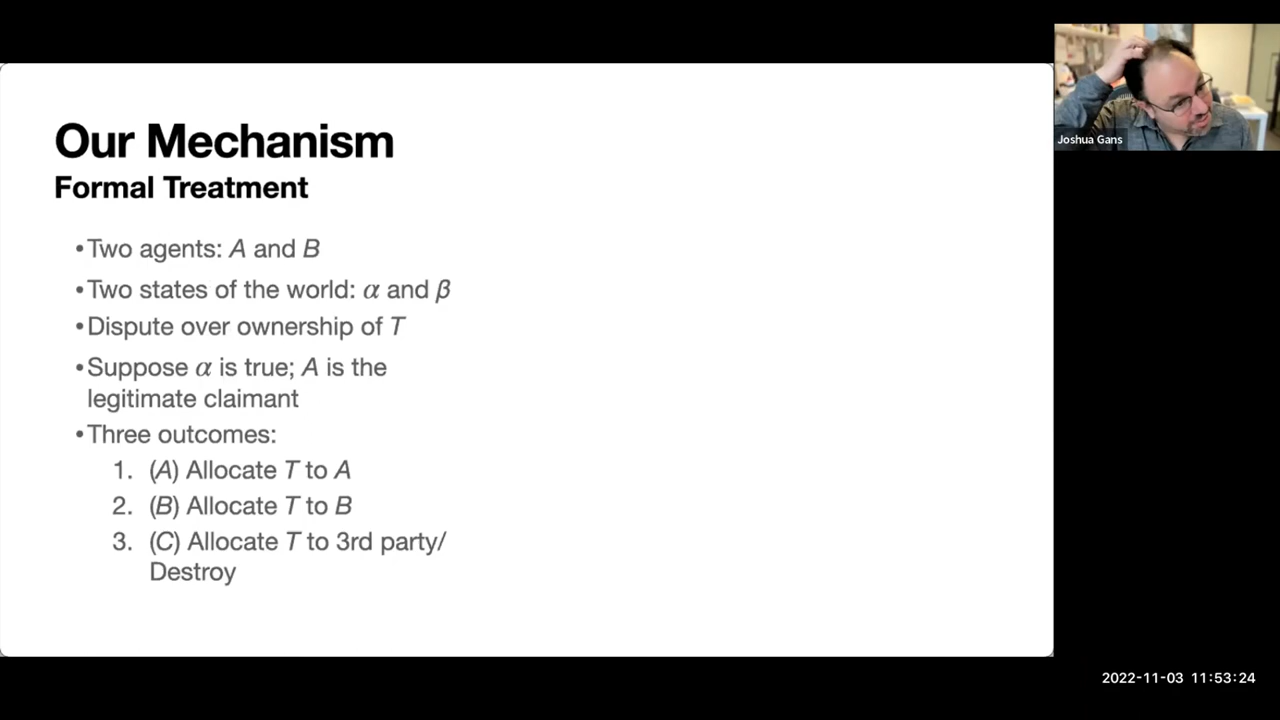 Our Mechanism
Formal Treatment
•Two agents: A and B
•Two states of the world: α and β
•Dispute over ownership of T
•Suppose α is true; A is the
legitimate claimant
•Three outcomes:
1. (A) Allocate T to A
2. (B) Allocate T to B
3. (C) Allocate T to 3rd party/
Destroy
Joshua Gans
2022-11-03 11:53:24